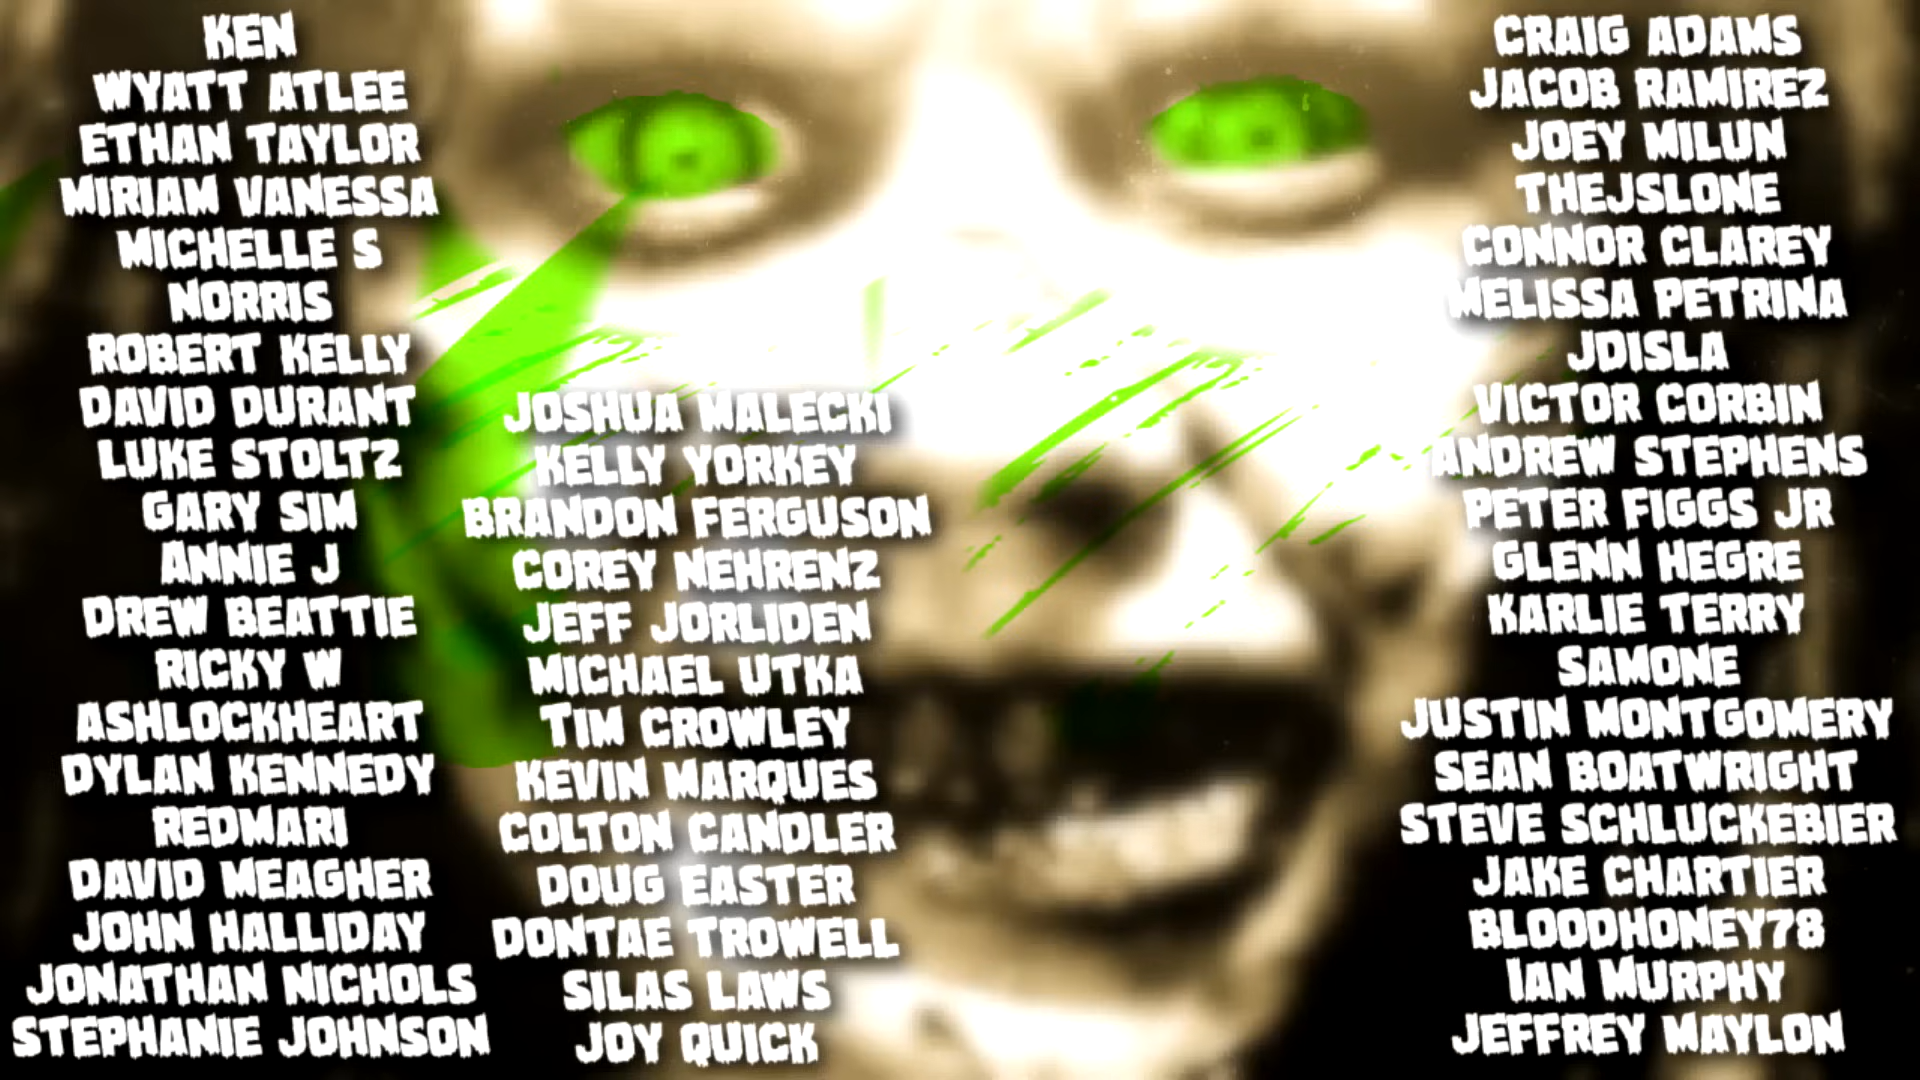 KEN
WYATT ATLEE
ETHAN TAYLOR
MIRIAM VANESSA
MICHELLE S
NORRIS
ROBERT KELLY
DAVID DURANT
LUKE STOLTZ
GARY SIM
ANNIE J
DREW BEATTIE
RICKY W
ASHLOCKHEART
DYLAN KENNEDY
REDMARI
DAVID MEAGHER
JOHN HALLIDAY
JONATHAN NICHOLS
STEPHANIE JOHNSON
JOSHUA MALECKI
KELLY YORKEY
BRANDON FERGUSON
COREY NEHRENZ
JEFF JORLIDEN
MICHAEL UTKA
TIM CROWLEY
KEVIN MARQUES
COLTON CANDLER
DOUG EASTER
DONTAE TROWELL
SILAS LAWS
JOY QUICK
CRAIG ADAMS
JACOB RAMIREZ
JOEY MILUN
THEJSLONE
CONNOR CLAREY
MELISSA PETRINA
JDISLA
VICTOR CORBIN
ANDREW STEPHENS
PETER FIGGS JR
GLENN HEGRE
KARLIE TERRY
SAMONE
JUSTIN MONTGOMERY
SEAN BOATWRIGHT
STEVE SCHLUCKEBIER
JAKE CHARTIER
BLOODHONEY78
IAN MURPHY
JEFFREY MAYLON